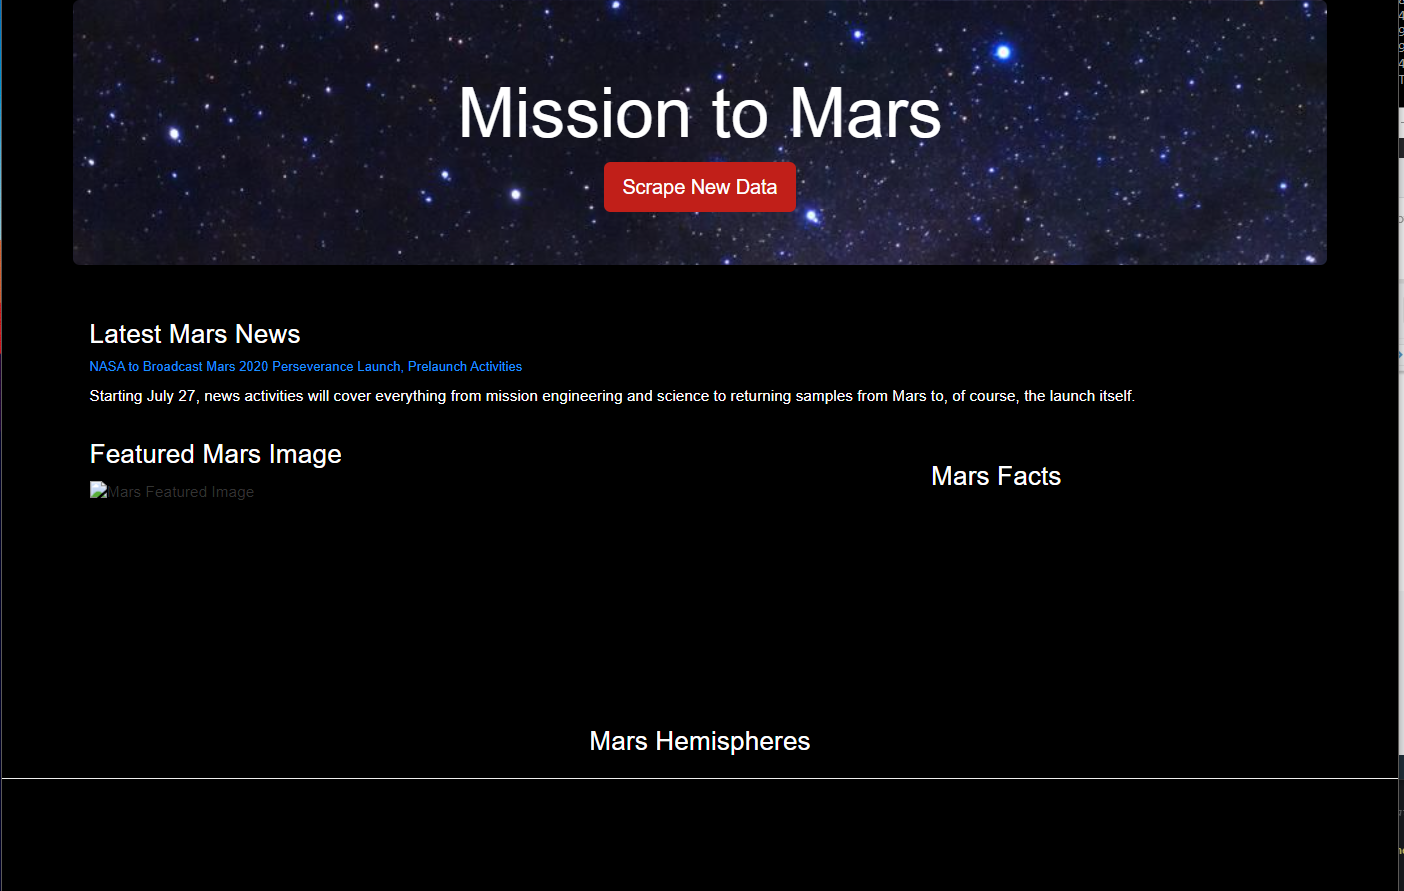 Mission to Mars
Scrape New Data
Latest Mars News
NASA to Broadcast Mars 2020 Perseverance Launch, Prelaunch Activities
Starting July 27, news activities will cover everything from mission engineering and science to returning samples from Mars to, of course, the launch itself.
Featured Mars Image
Mars Featured Image
Mars Facts
Mars Hemispheres